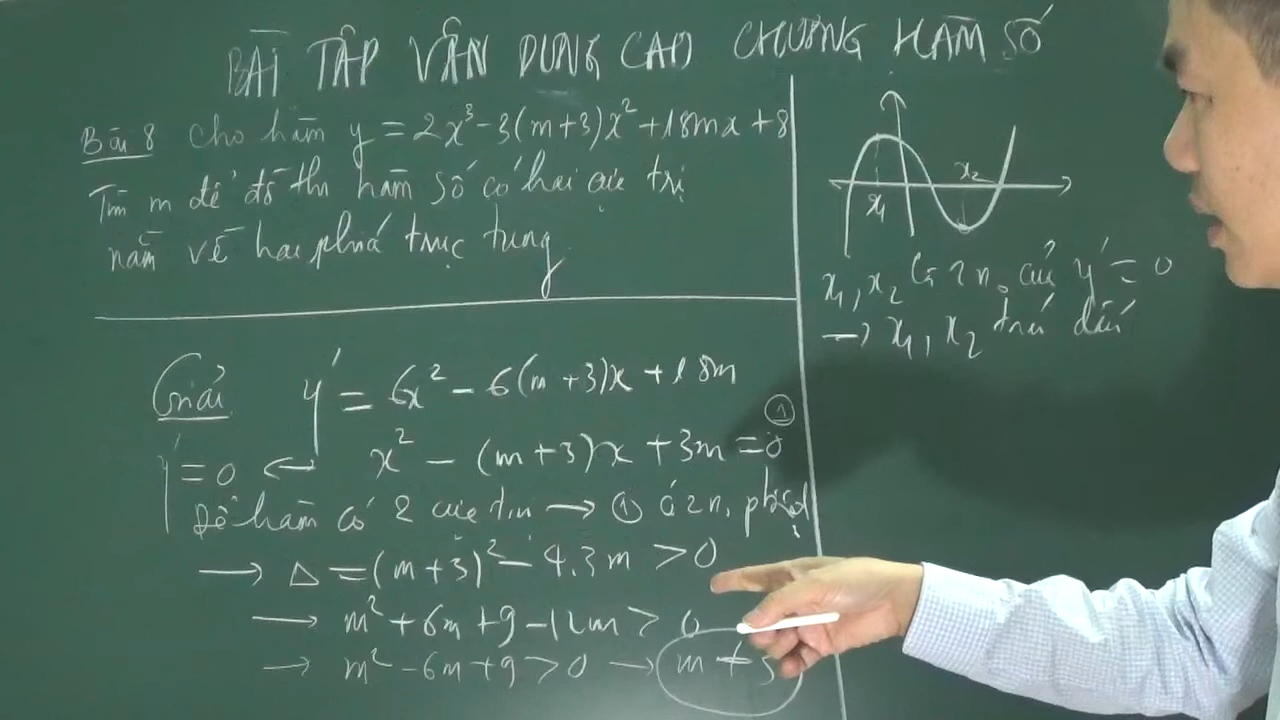 BÀI TẬP VẬN DỤNG CAO CHƯƠNG HÀM SỐ
Bài 8 cho hàm y = 2x³ - 3(m+3)x² + 18mx + 8
Tìm m để đồ thị hàm số có hai cực trị
nằm về hai phía trục tung
x₁ x₂
x₁, x₂ là 2 n₀ của y' = 0
→ x₁, x₂ trái dấu
Giải y' = 6x² - 6(m+3)x + 18m
y' = 0 ↔ x² - (m+3)x + 3m = 0 ①
Để hàm có 2 cực trị → ① có 2 n₀ phbiệt
→ Δ = (m+3)² - 4.3m > 0
→ m² + 6m + 9 - 12m > 0
→ m² - 6m + 9 > 0 → m ≠ 3